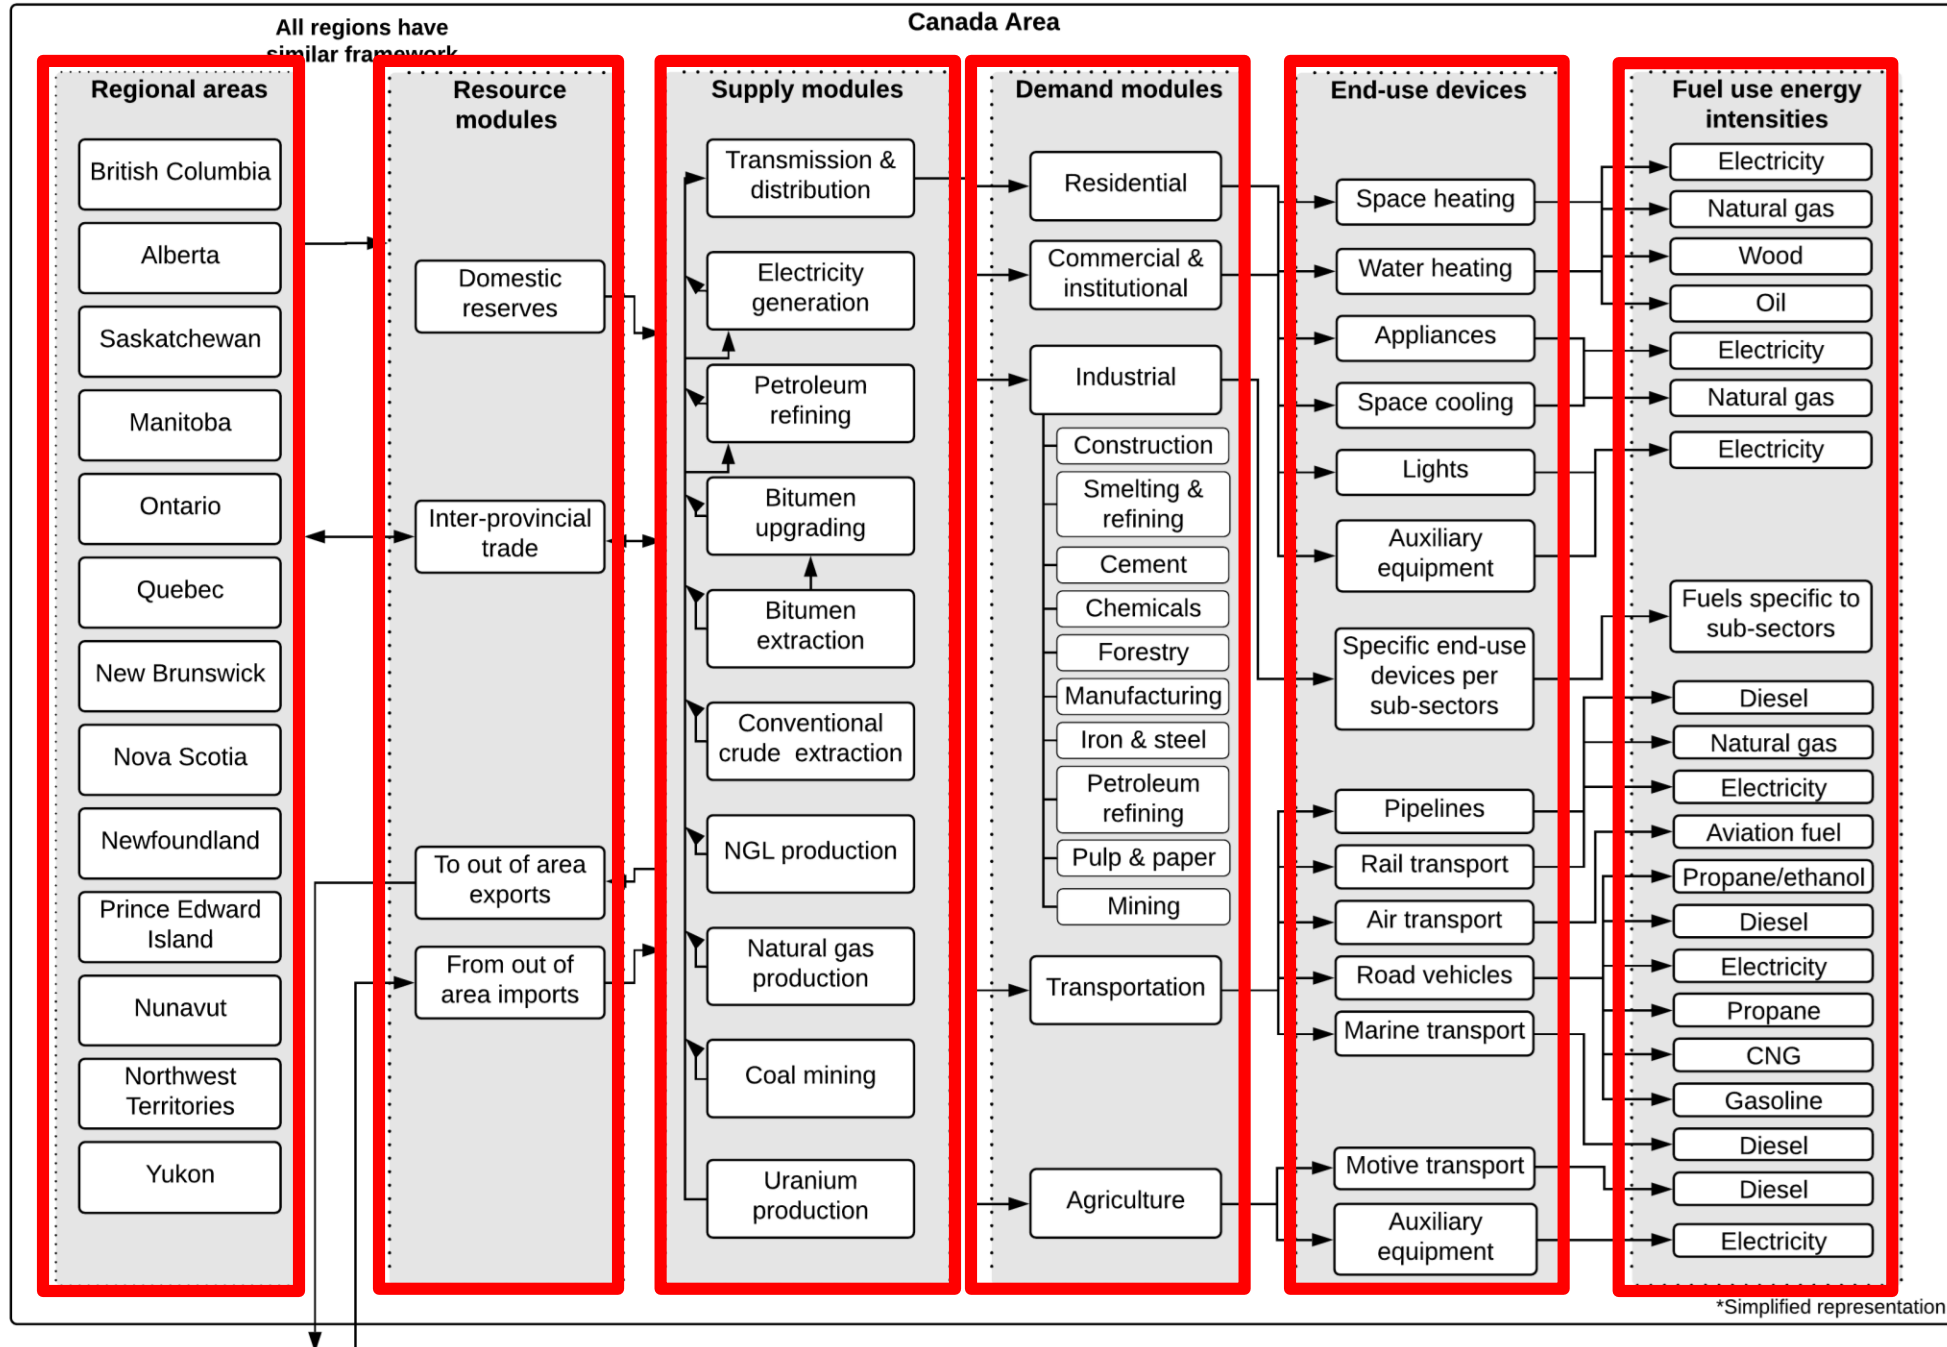 Canada Area
All regions have
similar framework
Regional areas
British Columbia
Alberta
Saskatchewan
Manitoba
Ontario
Quebec
New Brunswick
Nova Scotia
Newfoundland
Prince Edward
Island
Nunavut
Northwest
Territories
Yukon
Resource
modules
Domestic
reserves
Inter-provincial
trade
To out of area
exports
From out of
area imports
Supply modules
Transmission &
distribution
Electricity
generation
Petroleum
refining
Bitumen
upgrading
Bitumen
extraction
Conventional
crude extraction
NGL production
Natural gas
production
Coal mining
Uranium
production
Demand modules
Residential
Commercial &
institutional
Industrial
Construction
Smelting &
refining
Cement
Chemicals
Forestry
Manufacturing
Iron & steel
Petroleum
refining
Pulp & paper
Mining
Transportation
Agriculture
End-use devices
Space heating
Water heating
Appliances
Space cooling
Lights
Auxiliary
equipment
Specific end-use
devices per
sub-sectors
Pipelines
Rail transport
Air transport
Road vehicles
Marine transport
Motive transport
Auxiliary
equipment
Fuel use energy
intensities
Electricity
Natural gas
Wood
Oil
Electricity
Natural gas
Electricity
Fuels specific to
sub-sectors
Diesel
Natural gas
Electricity
Aviation fuel
Propane/ethanol
Diesel
Electricity
Propane
CNG
Gasoline
Diesel
Diesel
Electricity
*Simplified representation